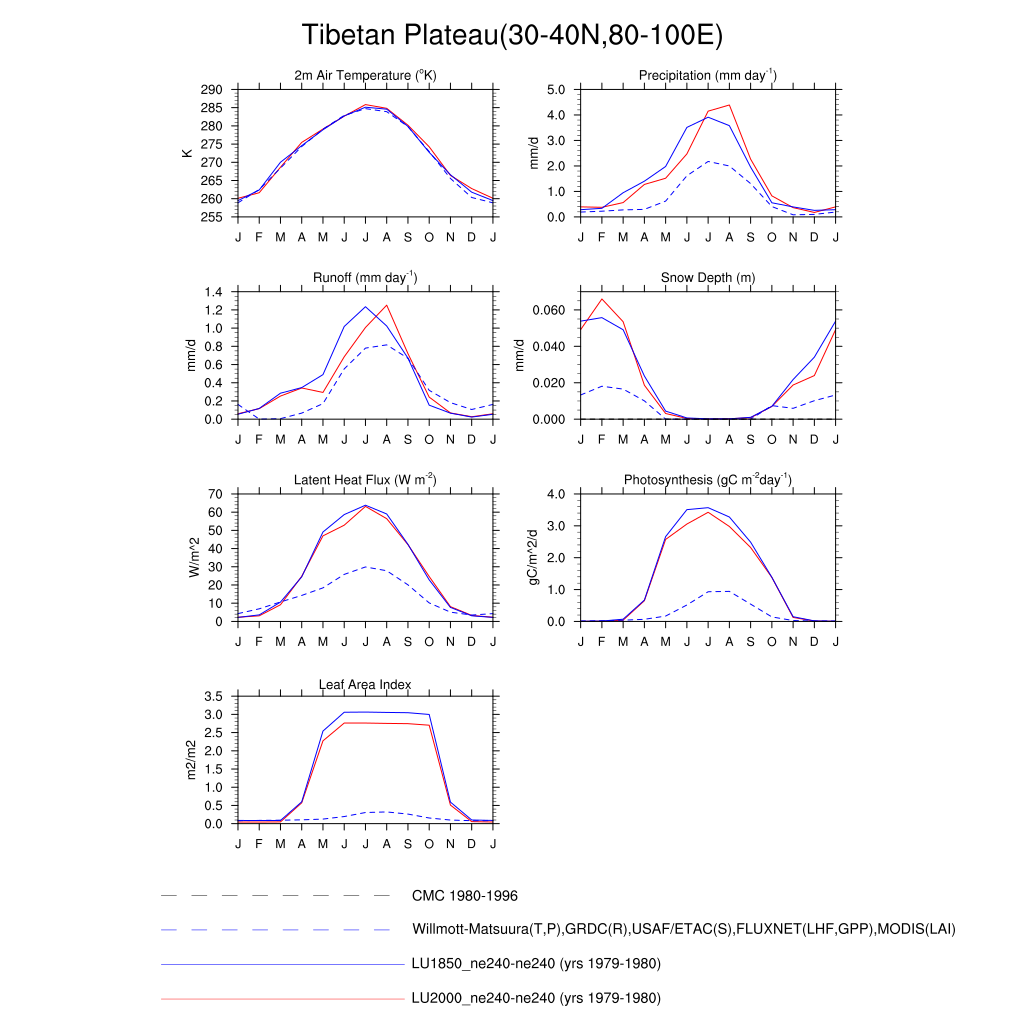 Tibetan Plateau(30-40N,80-100E)
2m Air Temperature (°K)
290
285
280
275
270
265
260
255
K
J F M A M J J A S O N D J
Precipitation (mm day⁻¹)
5.0
4.0
3.0
2.0
1.0
0.0
mm/d
J F M A M J J A S O N D J
Runoff (mm day⁻¹)
1.4
1.2
1.0
0.8
0.6
0.4
0.2
0.0
mm/d
J F M A M J J A S O N D J
Snow Depth (m)
0.060
0.040
0.020
0.000
mm/d
J F M A M J J A S O N D J
Latent Heat Flux (W m⁻²)
70
60
50
40
30
20
10
0
W/m^2
J F M A M J J A S O N D J
Photosynthesis (gC m⁻²day⁻¹)
4.0
3.0
2.0
1.0
0.0
gC/m^2/d
J F M A M J J A S O N D J
Leaf Area Index
3.5
3.0
2.5
2.0
1.5
1.0
0.5
0.0
m2/m2
J F M A M J J A S O N D J
CMC 1980-1996
Willmott-Matsuura(T,P),GRDC(R),USAF/ETAC(S),FLUXNET(LHF,GPP),MODIS(LAI)
LU1850_ne240-ne240 (yrs 1979-1980)
LU2000_ne240-ne240 (yrs 1979-1980)